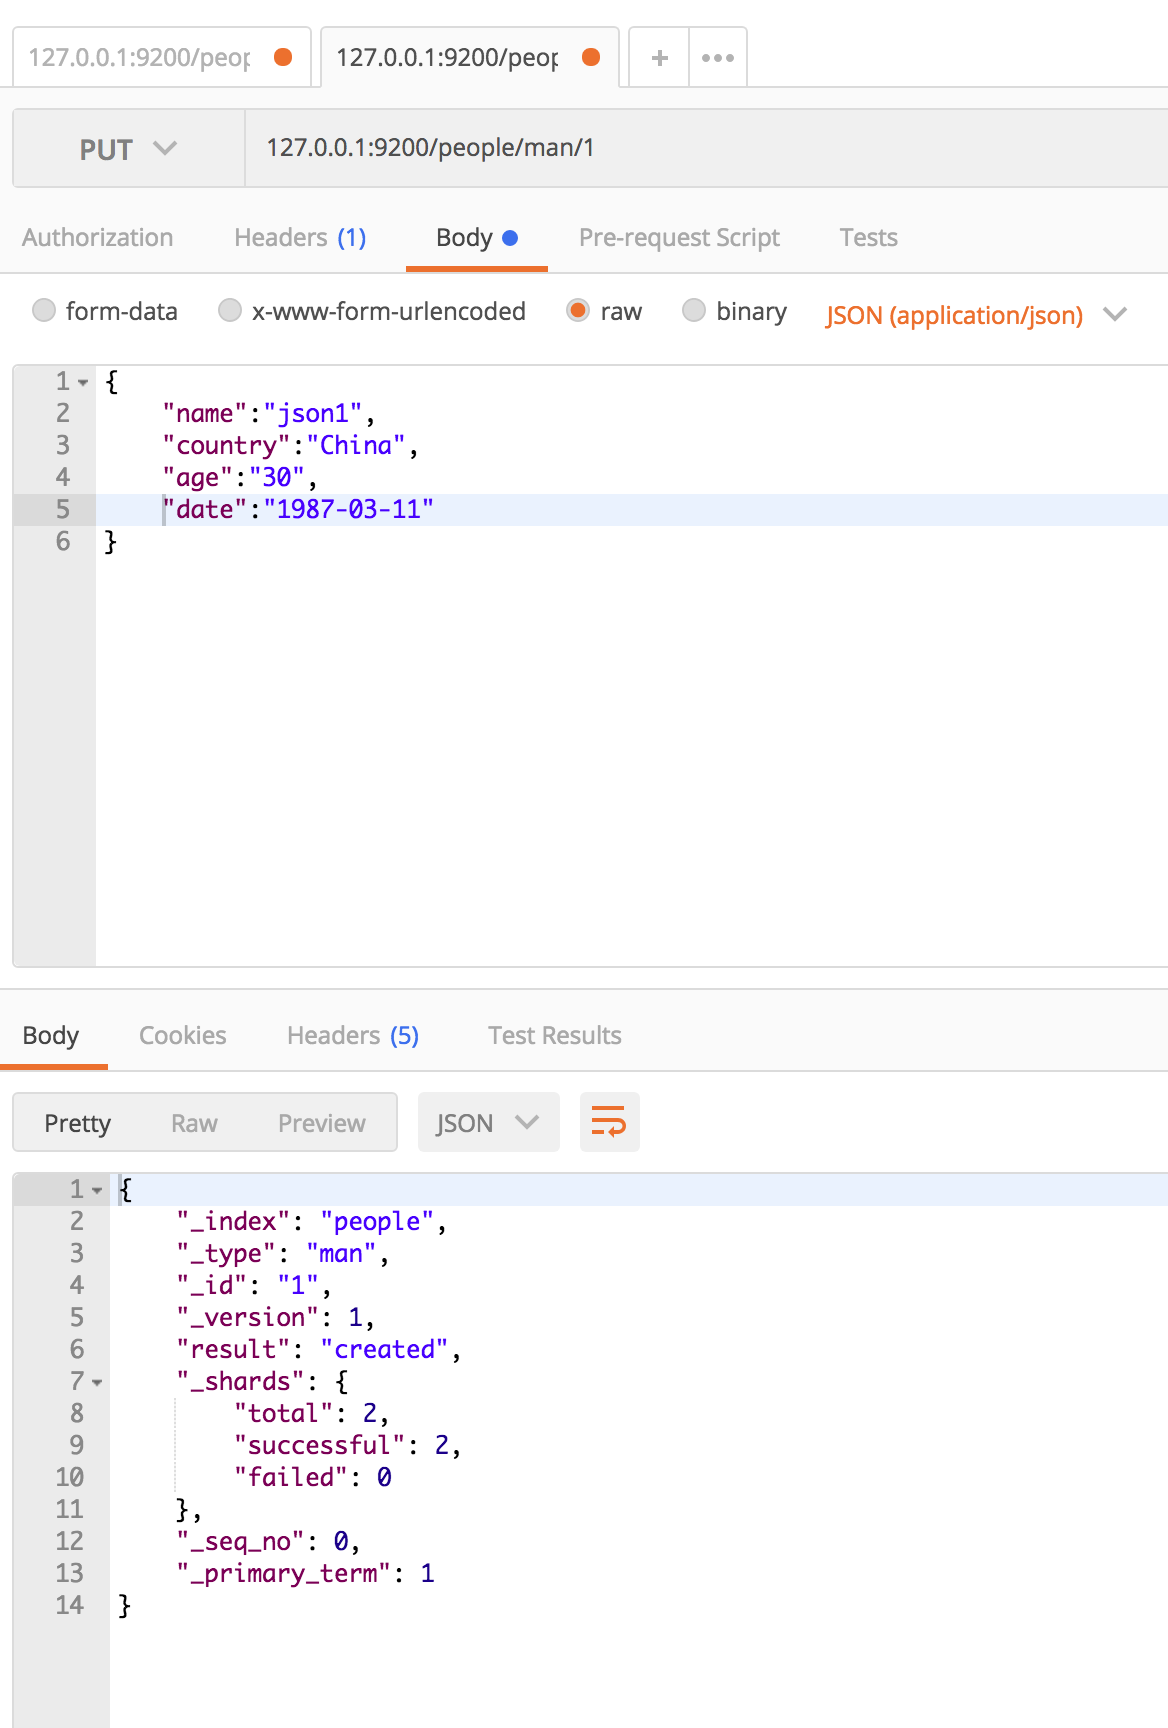 127.0.0.1:9200/peop 127.0.0.1:9200/peop + •••
PUT 127.0.0.1:9200/people/man/1
Authorization Headers (1) Body Pre-request Script Tests
form-data x-www-form-urlencoded raw binary JSON (application/json)
1 {
2 "name":"json1",
3 "country":"China",
4 "age":"30",
5 "date":"1987-03-11"
6 }
Body Cookies Headers (5) Test Results
Pretty Raw Preview JSON
1 {
2 "_index": "people",
3 "_type": "man",
4 "_id": "1",
5 "_version": 1,
6 "result": "created",
7 "_shards": {
8 "total": 2,
9 "successful": 2,
10 "failed": 0
11 },
12 "_seq_no": 0,
13 "_primary_term": 1
14 }